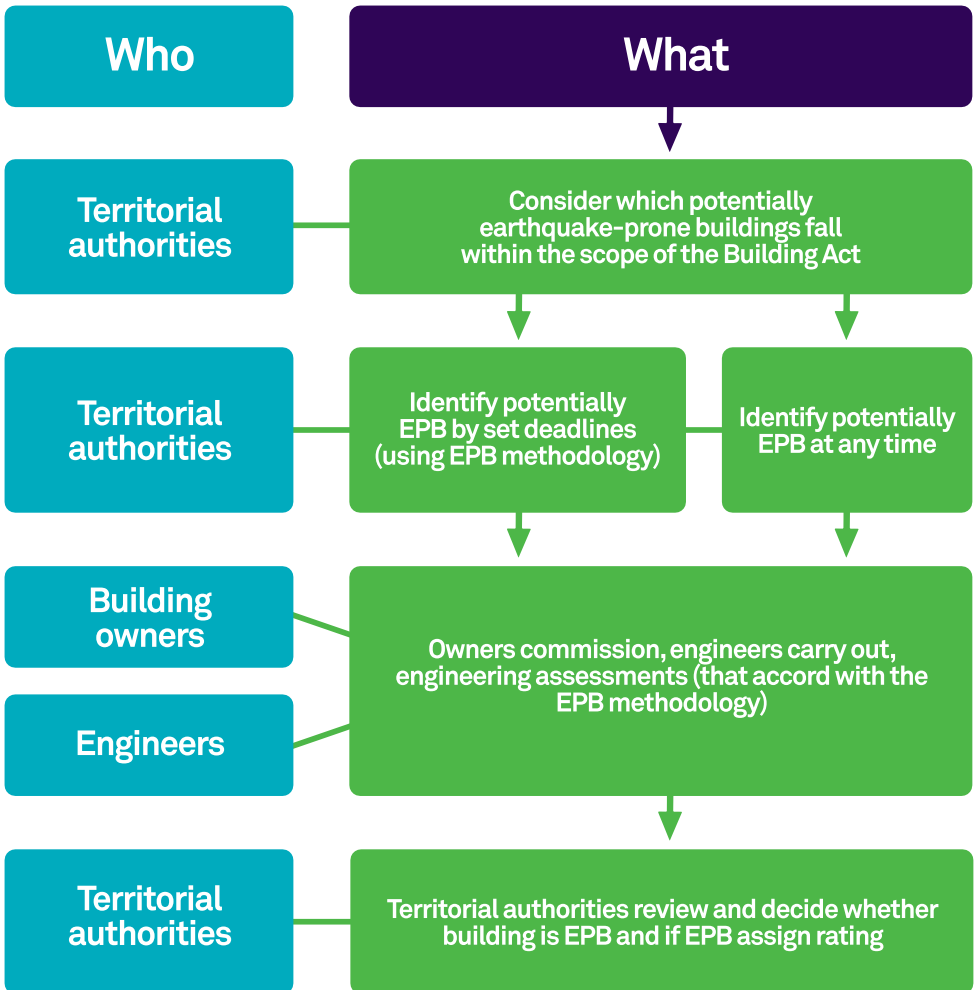 Who
What
Territorial
authorities
Consider which potentially
earthquake-prone buildings fall
within the scope of the Building Act
Territorial
authorities
Identify potentially
EPB by set deadlines
(using EPB methodology)
Identify potentially
EPB at any time
Building
owners
Engineers
Owners commission, engineers carry out,
engineering assessments (that accord with the
EPB methodology)
Territorial
authorities
Territorial authorities review and decide whether
building is EPB and if EPB assign rating